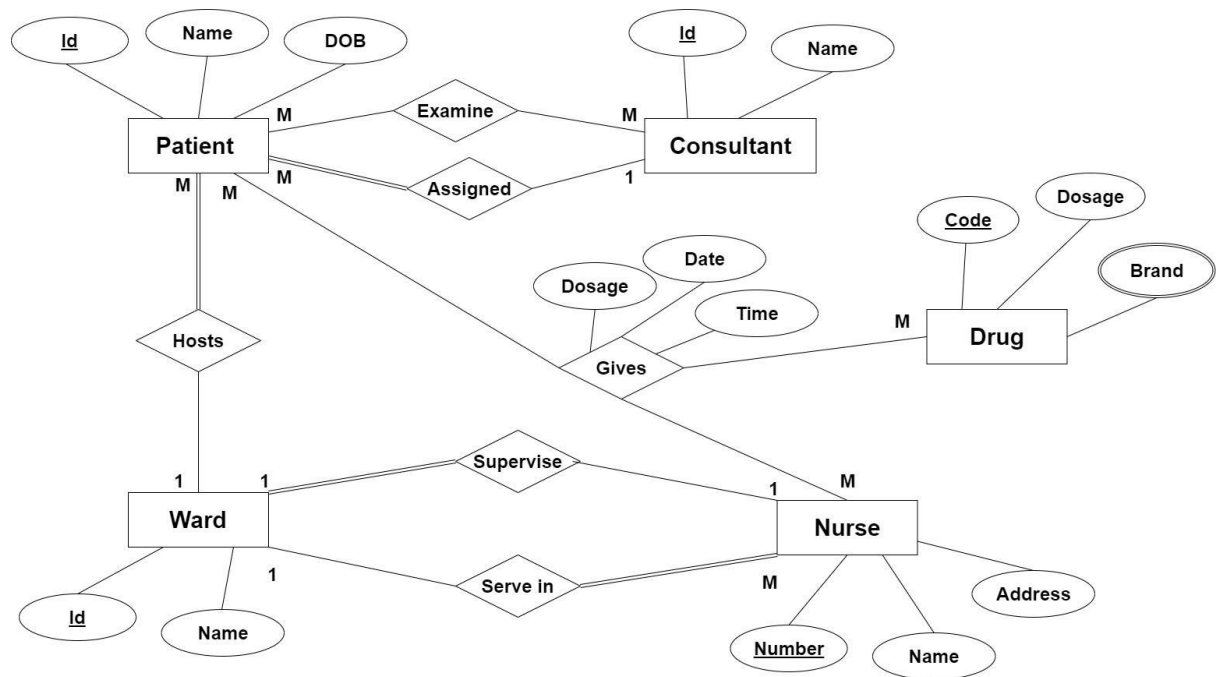 Id
Name
DOB
Id
Name
M
Examine
M
Patient
Consultant
M
M
M
Assigned
1
Code
Dosage
Brand
Dosage
Date
Time
M
Drug
Hosts
Gives
1
1
Supervise
1
M
Ward
Nurse
1
Serve in
M
Address
Id
Name
Number
Name